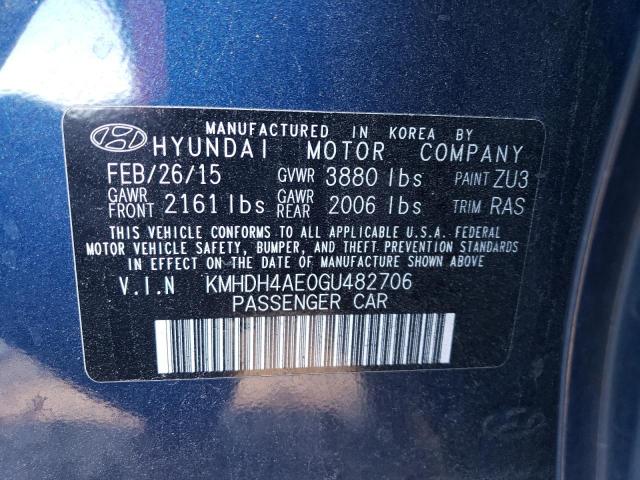 MANUFACTURED IN KOREA BY
HYUNDAI MOTOR COMPANY
FEB/26/15 GVWR 3880 lbs PAINT ZU3
GAWR FRONT 2161 lbs GAWR REAR 2006 lbs TRIM RAS
THIS VEHICLE CONFORMS TO ALL APPLICABLE U.S.A. FEDERAL
MOTOR VEHICLE SAFETY, BUMPER, AND THEFT PREVENTION STANDARDS
IN EFFECT ON THE DATE OF MANUFACTURE SHOWN ABOVE
V.I.N KMHDH4AE0GU482706
PASSENGER CAR